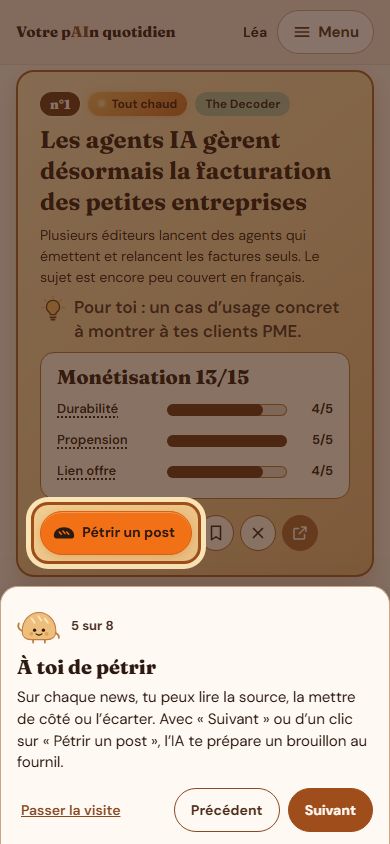 Votre pAIn quotidien
Léa
Menu
n°1
Tout chaud
The Decoder
Les agents IA gèrent
désormais la facturation
des petites entreprises
Plusieurs éditeurs lancent des agents qui
émettent et relancent les factures seuls. Le
sujet est encore peu couvert en français.
Pour toi : un cas d’usage concret
à montrer à tes clients PME.
Monétisation 13/15
Durabilité 4/5
Propension 5/5
Lien offre 4/5
Pétrir un post
5 sur 8
À toi de pétrir
Sur chaque news, tu peux lire la source, la mettre
de côté ou l’écarter. Avec « Suivant » ou d’un clic
sur « Pétrir un post », l’IA te prépare un brouillon au
fournil.
Passer la visite
Précédent
Suivant